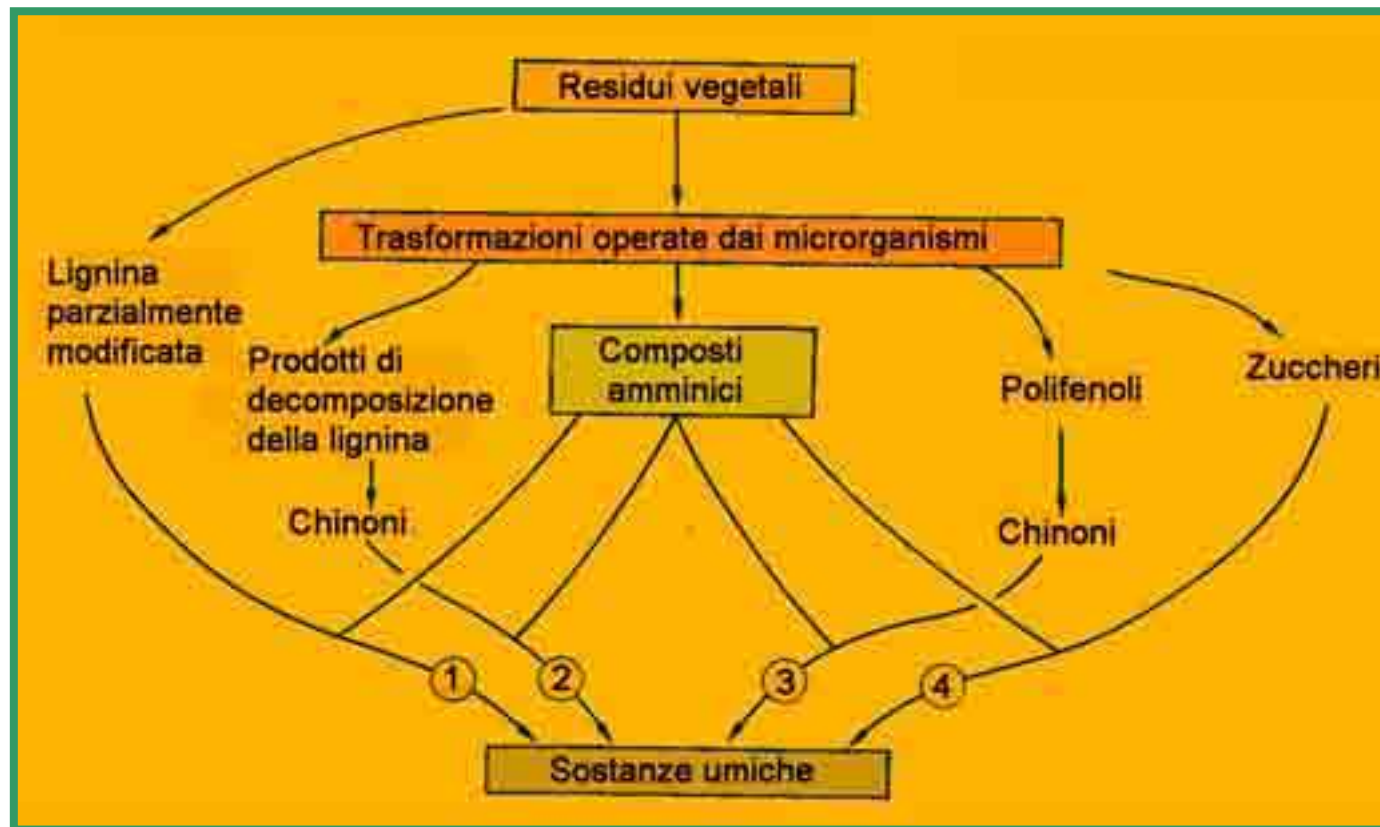 Residui vegetali
Trasformazioni operate dai microrganismi
Lignina
parzialmente
modificata
Prodotti di
decomposizione
della lignina
Composti
amminici
Polifenoli
Zuccheri
Chinoni
Chinoni
1
2
3
4
Sostanze umiche